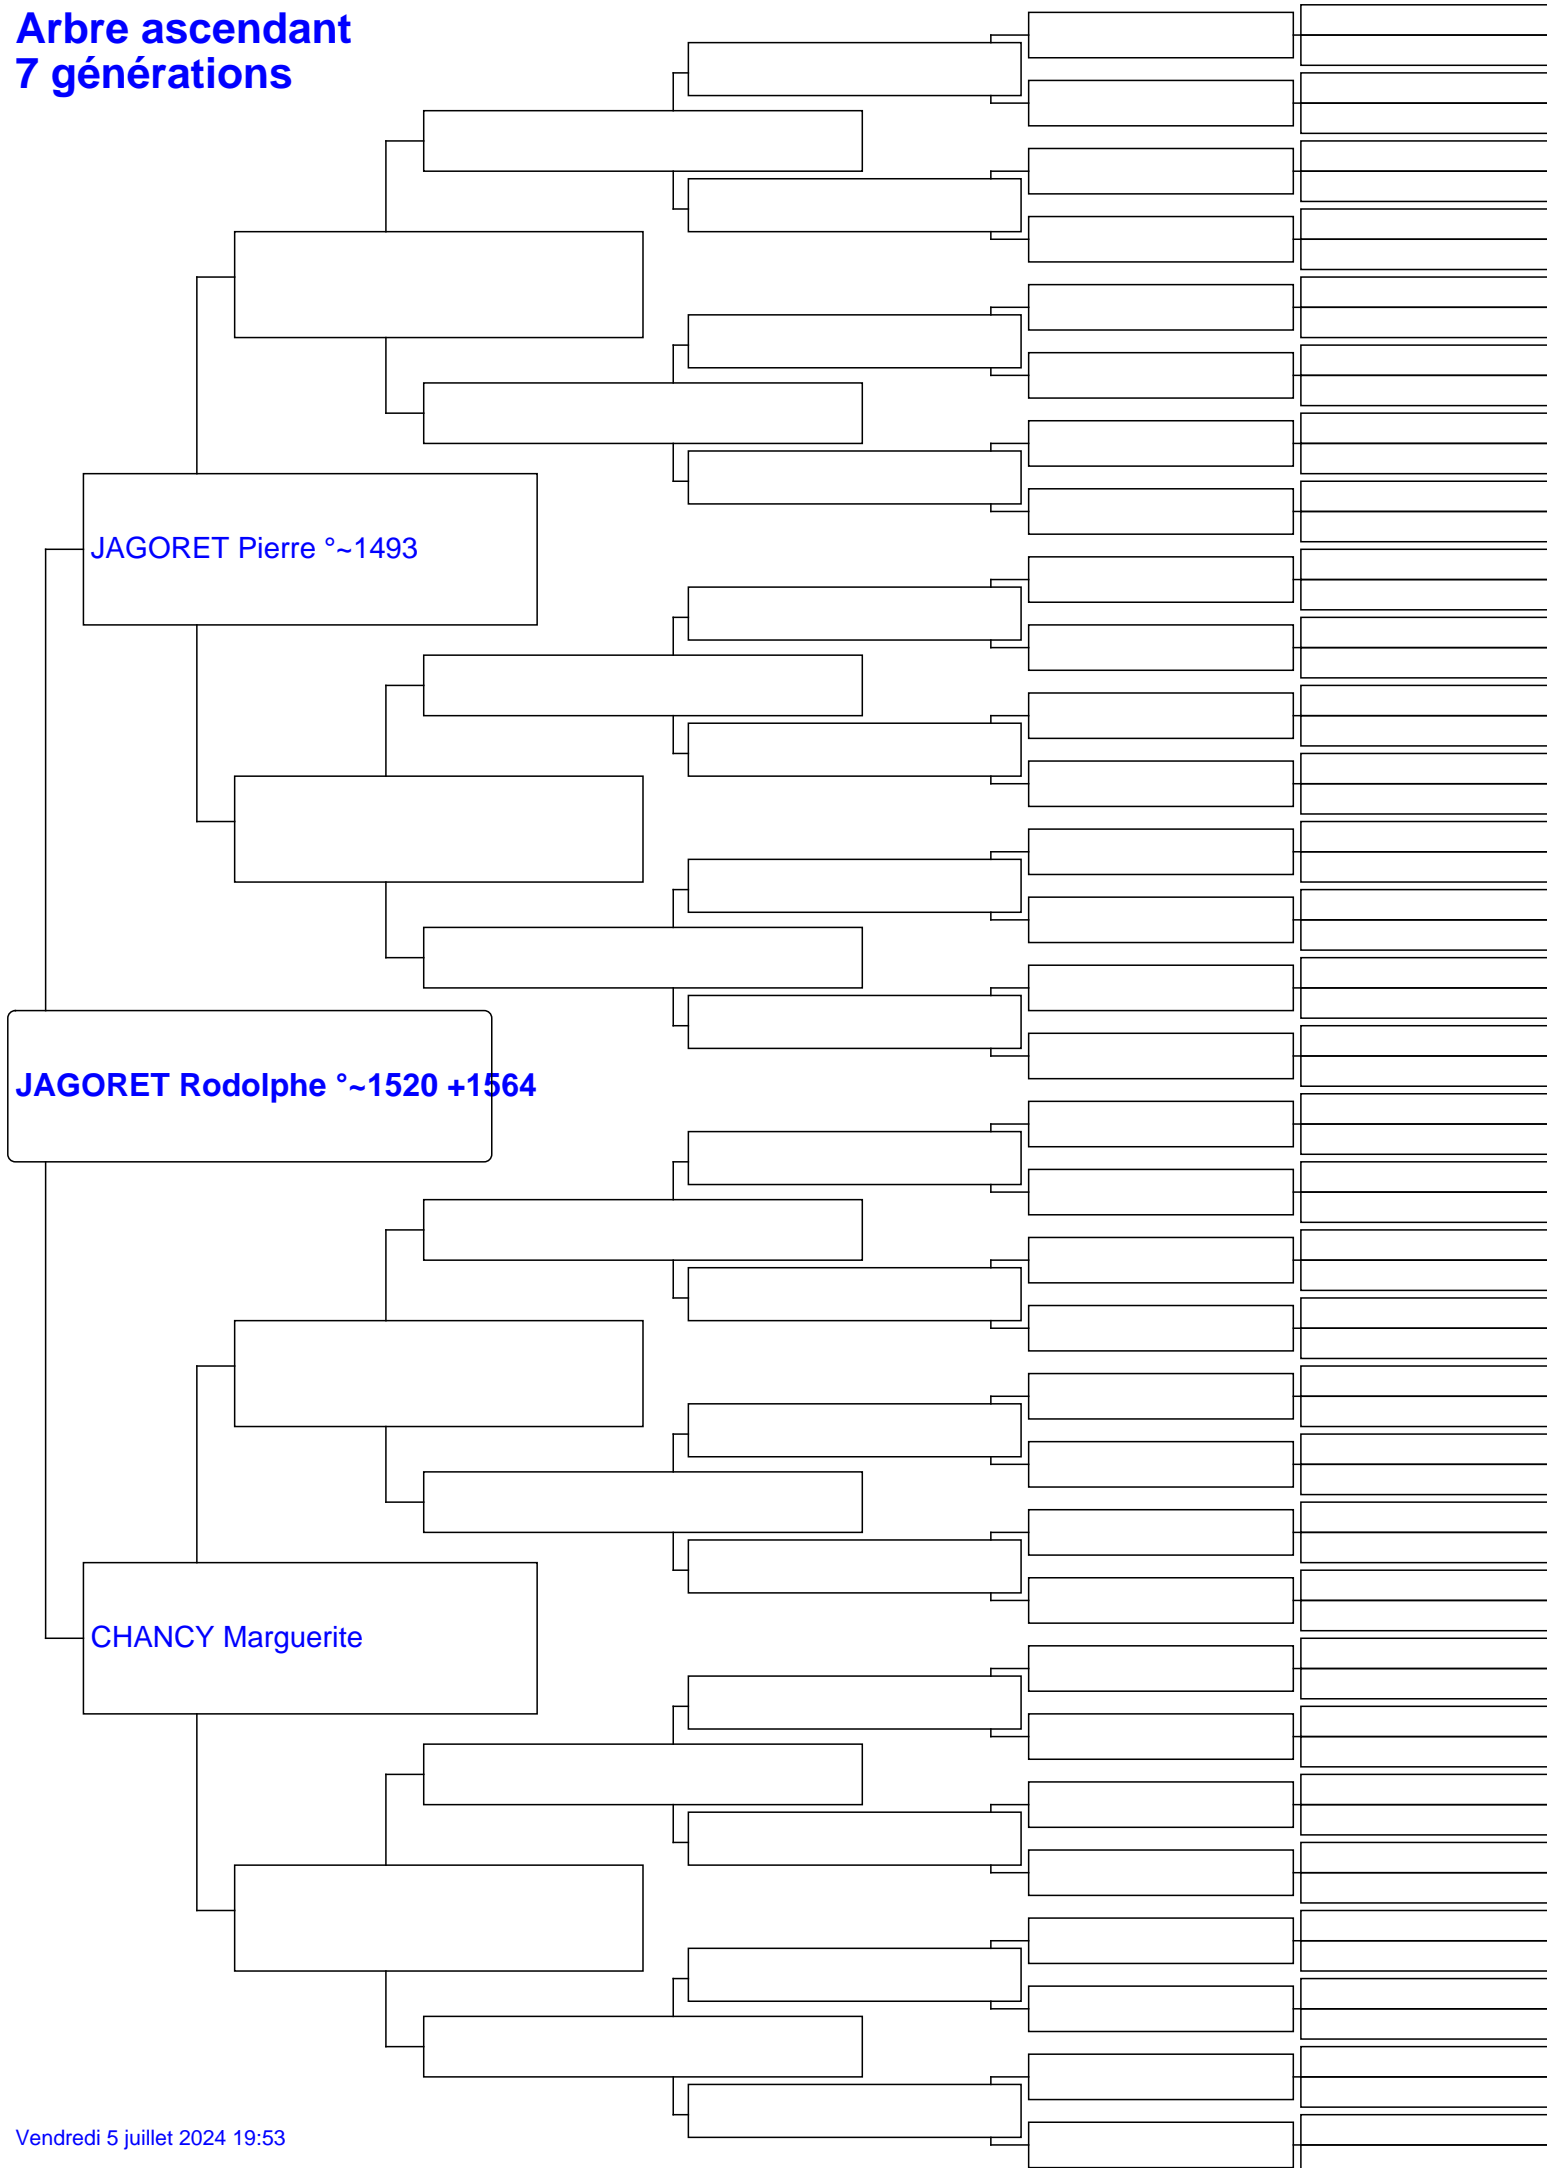 Arbre ascendant
7 générations
JAGORET Pierre °~1493
JAGORET Rodolphe °~1520 +1564
CHANCY Marguerite
Vendredi 5 juillet 2024 19:53